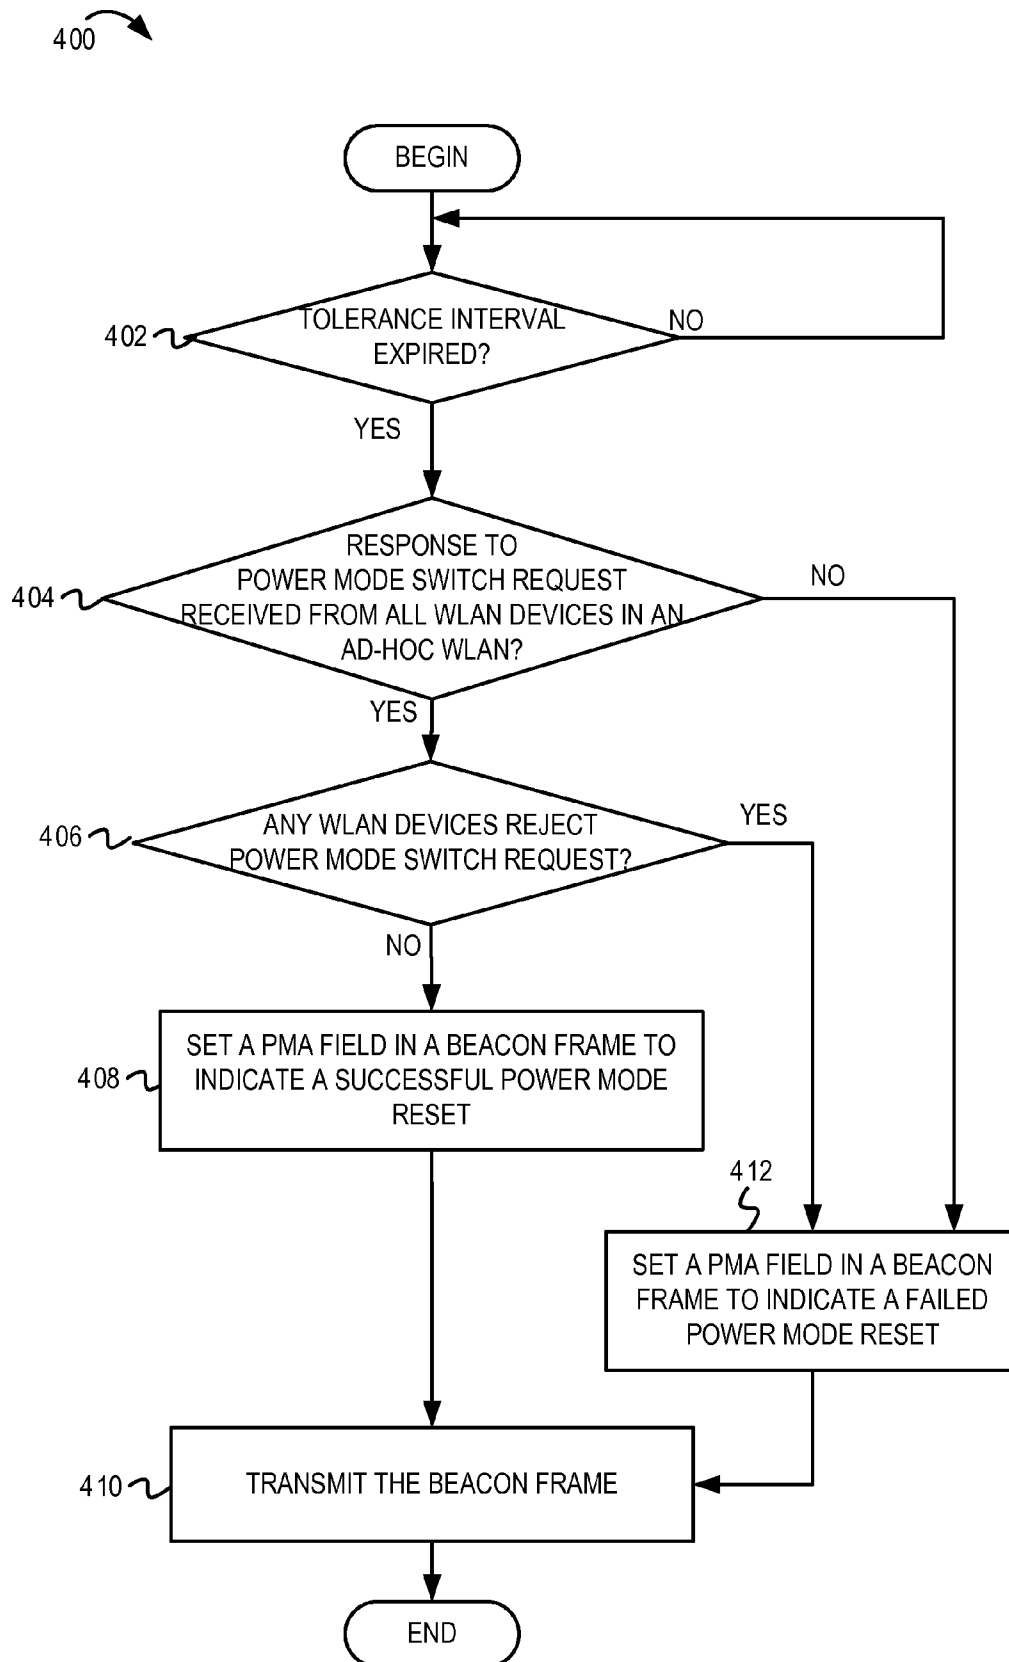 400
BEGIN
TOLERANCE INTERVAL
EXPIRED?
402
NO
YES
RESPONSE TO
POWER MODE SWITCH REQUEST
RECEIVED FROM ALL WLAN DEVICES IN AN
AD-HOC WLAN?
404
NO
YES
ANY WLAN DEVICES REJECT
POWER MODE SWITCH REQUEST?
406
YES
NO
SET A PMA FIELD IN A BEACON FRAME TO
INDICATE A SUCCESSFUL POWER MODE
RESET
408
412
SET A PMA FIELD IN A BEACON
FRAME TO INDICATE A FAILED
POWER MODE RESET
410
TRANSMIT THE BEACON FRAME
END